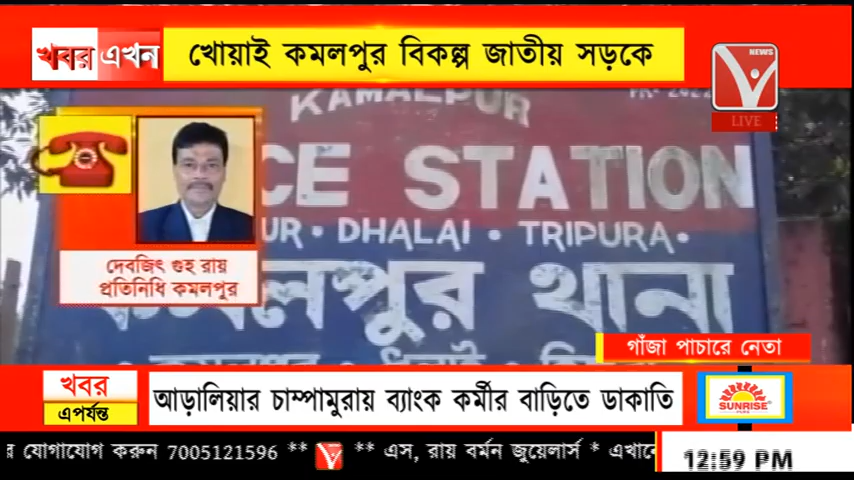 খবর এখন
খোয়াই কমলপুর বিকল্প জাতীয় সড়কে
NEWS
LIVE
KAMALPUR
CE STATION
UR • DHALAI • TRIPURA •
কমলপুর থানা
দেবজিৎ গুহ রায়
প্রতিনিধি কমলপুর
গাঁজা পাচারে নেতা
খবর
এপর্যন্ত
আড়ালিয়ার চাম্পামুরায় ব্যাংক কর্মীর বাড়িতে ডাকাতি
SUNRISE
র যোগাযোগ করুন 7005121596 ** ** এস, রায় বর্মন জুয়েলার্স * এখানে
12:59 PM